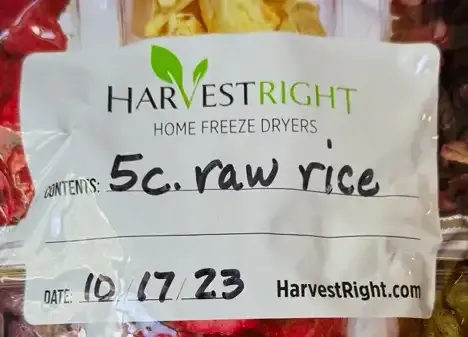 HARVESTRIGHT
HOME FREEZE DRYERS
CONTENTS: 5c. raw rice
DATE: 10/17/23 HarvestRight.com